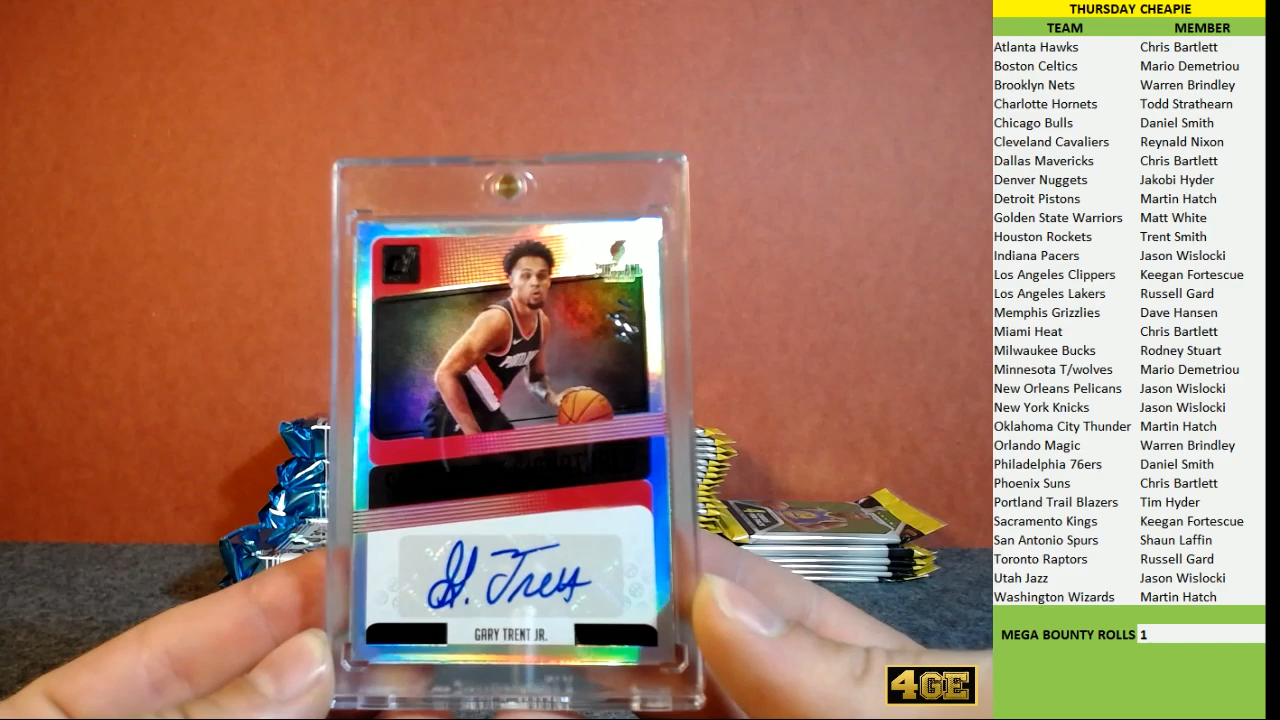 THURSDAY CHEAPIE
TEAM MEMBER
Atlanta Hawks Chris Bartlett
Boston Celtics Mario Demetriou
Brooklyn Nets Warren Brindley
Charlotte Hornets Todd Strathearn
Chicago Bulls Daniel Smith
Cleveland Cavaliers Reynald Nixon
Dallas Mavericks Chris Bartlett
Denver Nuggets Jakobi Hyder
Detroit Pistons Martin Hatch
Golden State Warriors Matt White
Houston Rockets Trent Smith
Indiana Pacers Jason Wislocki
Los Angeles Clippers Keegan Fortescue
Los Angeles Lakers Russell Gard
Memphis Grizzlies Dave Hansen
Miami Heat Chris Bartlett
Milwaukee Bucks Rodney Stuart
Minnesota T/wolves Mario Demetriou
New Orleans Pelicans Jason Wislocki
New York Knicks Jason Wislocki
Oklahoma City Thunder Martin Hatch
Orlando Magic Warren Brindley
Philadelphia 76ers Daniel Smith
Phoenix Suns Chris Bartlett
Portland Trail Blazers Tim Hyder
Sacramento Kings Keegan Fortescue
San Antonio Spurs Shaun Laffin
Toronto Raptors Russell Gard
Utah Jazz Jason Wislocki
Washington Wizards Martin Hatch
MEGA BOUNTY ROLLS 1
G. Trent
GARY TRENT JR.
4GE